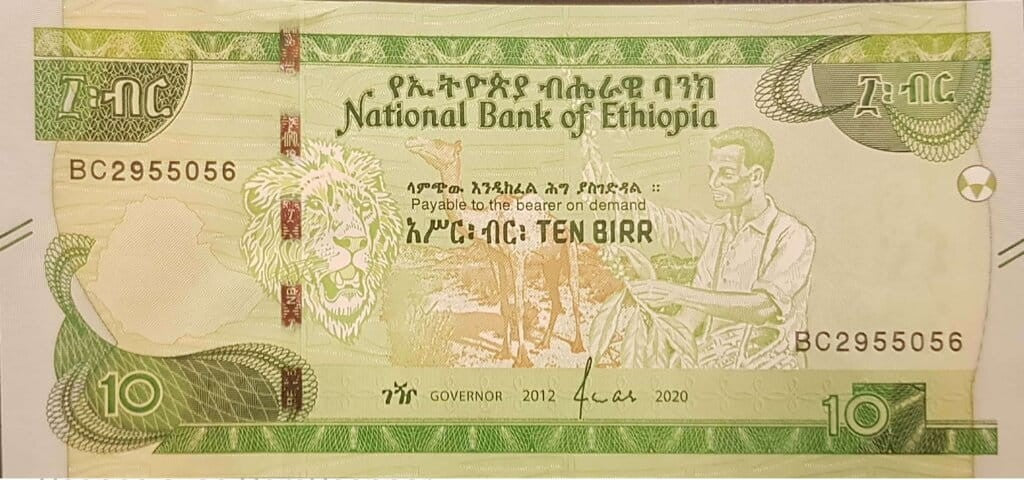 የኢትዮጵያ ብሔራዊ ባንክ
National Bank of Ethiopia
፲፡ብር
፲፡ብር
BC2955056
ላምጭው እንዲከፈል ሕግ ያስገድዳል ።
Payable to the bearer on demand
አሥር፡ ብር፡ TEN BIRR
BC2955056
10
ገዥ GOVERNOR 2012 2020
10